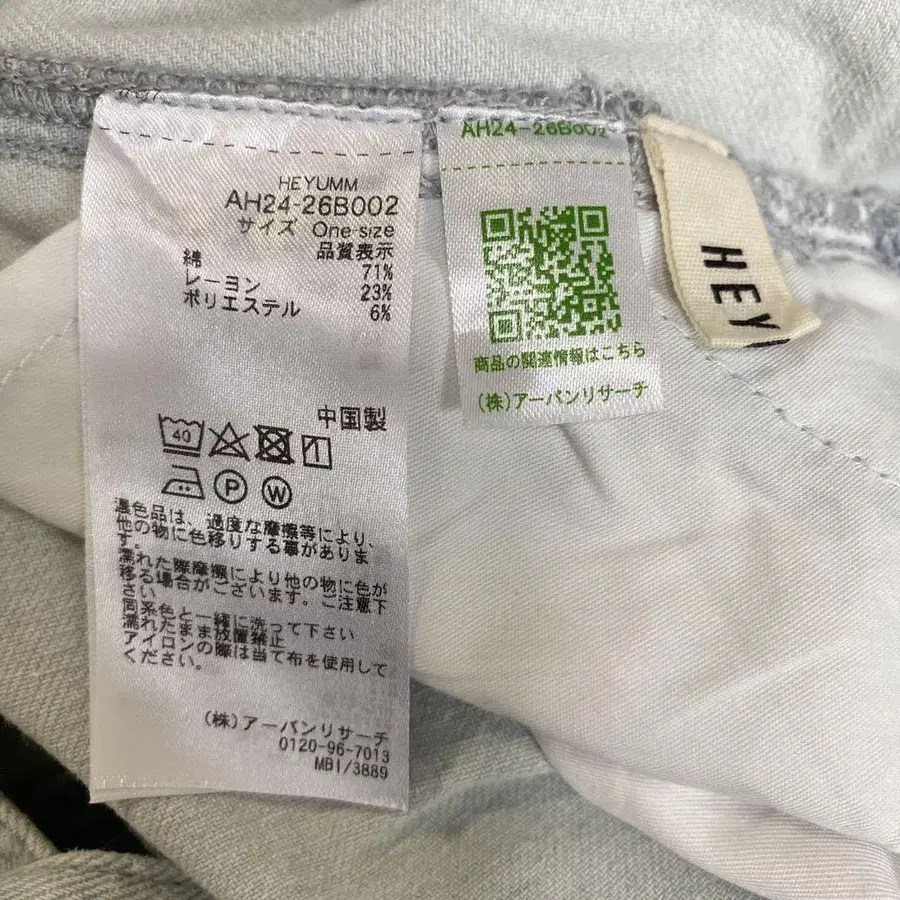 HEYUMM
AH24-26B002
サイズ One size
品質表示
綿 71%
レーヨン 23%
ポリエステル 6%
中国製
40
P W
濃色品は、過度な摩擦等により、
他の物に色移りする事がありま
す。
濡れた際摩擦により他の物に色が
移る場合がございます。ご注意下
さい
同系色と一緒に洗って下さい
濡れたまま放置禁止
アイロンの際は当て布を使用して
ください。
(株)アーバンリサーチ
0120-96-7013
MBI/3889
AH24-26B002
商品の関連情報はこちら
(株)アーバンリサーチ
HEY